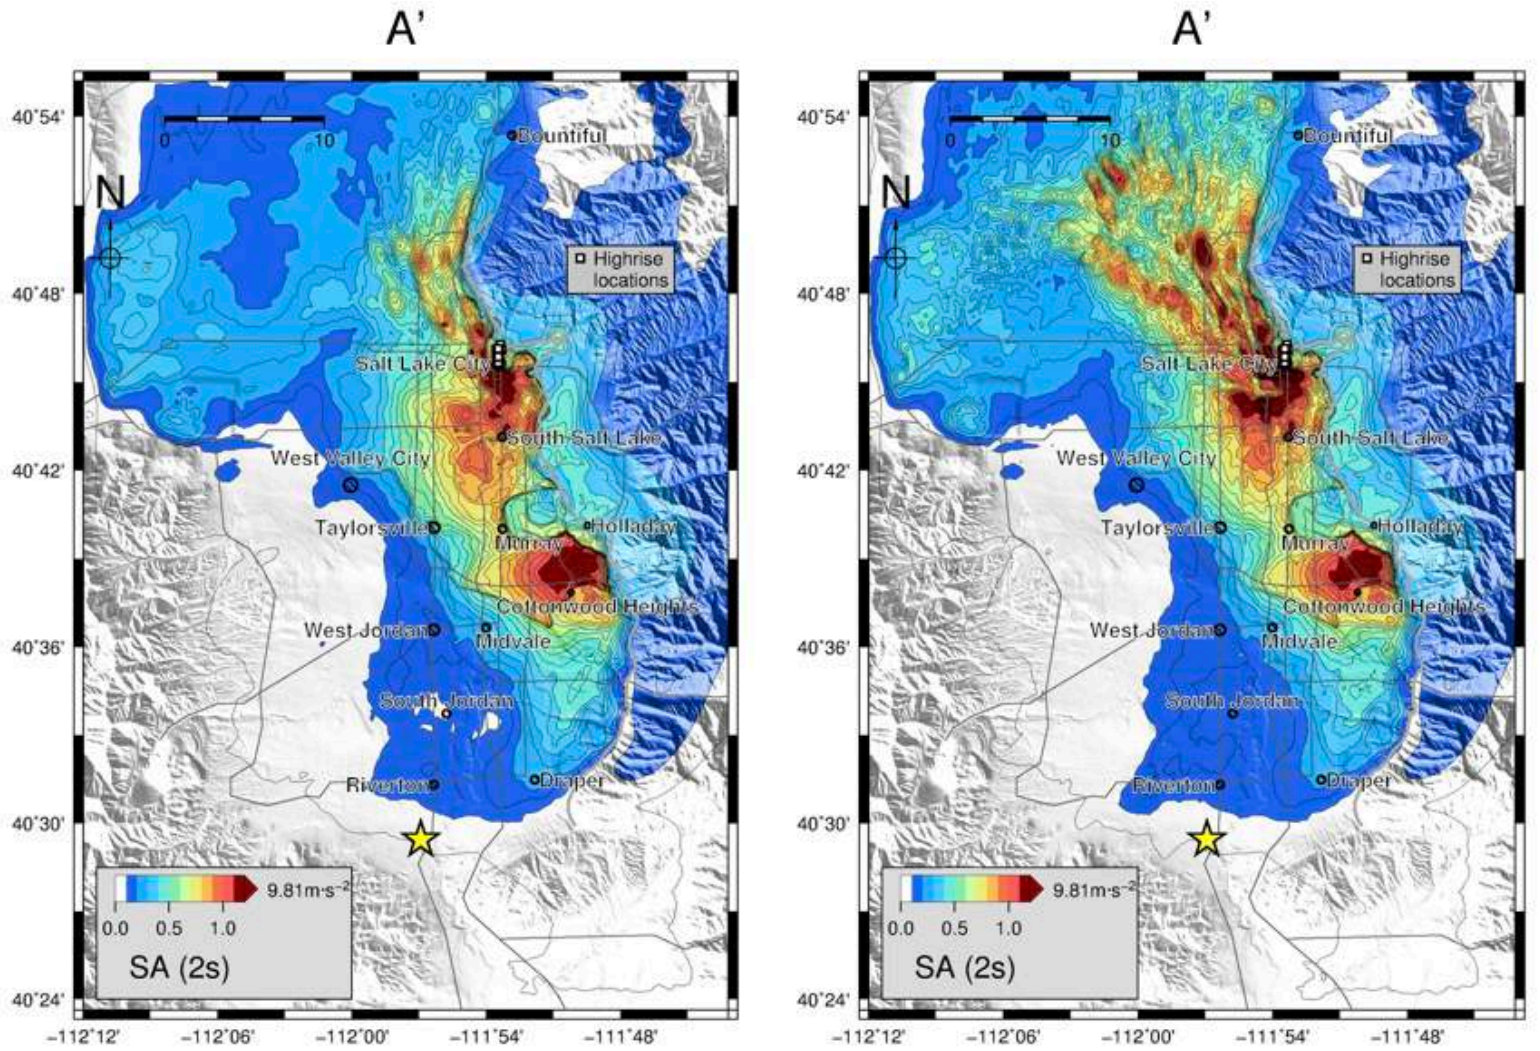 A’
A’
40˚54'
40˚48'
40˚42'
40˚36'
40˚30'
40˚24'
0
10
N
Bountiful
Highrise
locations
Salt Lake City
South Salt Lake
West Valley City
Taylorsville
Holladay
Murray
Cottonwood Heights
West Jordan
Midvale
South Jordan
Riverton
Draper
9.81m·s⁻²
0.0
0.5
1.0
SA (2s)
−112˚12'
−112˚06'
−112˚00'
−111˚54'
−111˚48'
40˚54'
40˚48'
40˚42'
40˚36'
40˚30'
40˚24'
0
10
N
Bountiful
Highrise
locations
Salt Lake City
South Salt Lake
West Valley City
Taylorsville
Holladay
Murray
Cottonwood Heights
West Jordan
Midvale
South Jordan
Riverton
Draper
9.81m·s⁻²
0.0
0.5
1.0
SA (2s)
−112˚12'
−112˚06'
−112˚00'
−111˚54'
−111˚48'